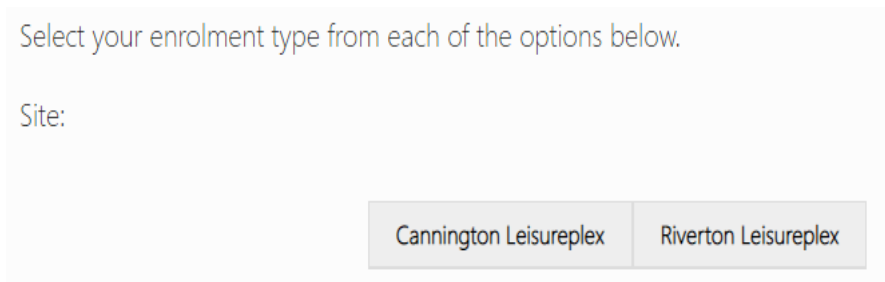 Select your enrolment type from each of the options below.
Site:
Cannington Leisureplex Riverton Leisureplex